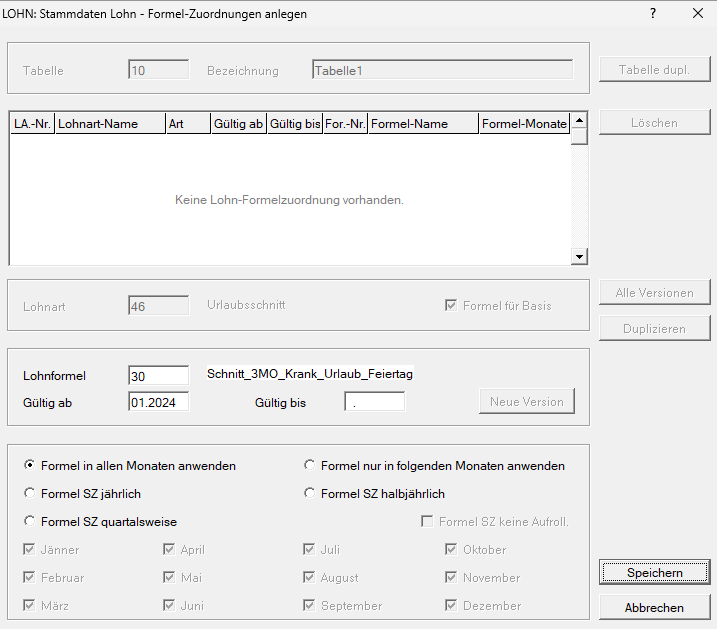 LOHN: Stammdaten Lohn - Formel-Zuordnungen anlegen ?
Tabelle 10 Bezeichnung Tabelle1 Tabelle dupl.
LA.-Nr. Lohnart-Name Art Gültig ab Gültig bis For.-Nr. Formel-Name Formel-Monate Löschen
Keine Lohn-Formelzuordnung vorhanden.
Lohnart 46 Urlaubsschnitt Formel für Basis Alle Versionen
Duplizieren
Lohnformel 30 Schnitt_3MO_Krank_Urlaub_Feiertag
Gültig ab 01.2024 Gültig bis . Neue Version
Formel in allen Monaten anwenden Formel nur in folgenden Monaten anwenden
Formel SZ jährlich Formel SZ halbjährlich
Formel SZ quartalsweise Formel SZ keine Aufroll.
Jänner April Juli Oktober
Februar Mai August November
März Juni September Dezember
Speichern
Abbrechen